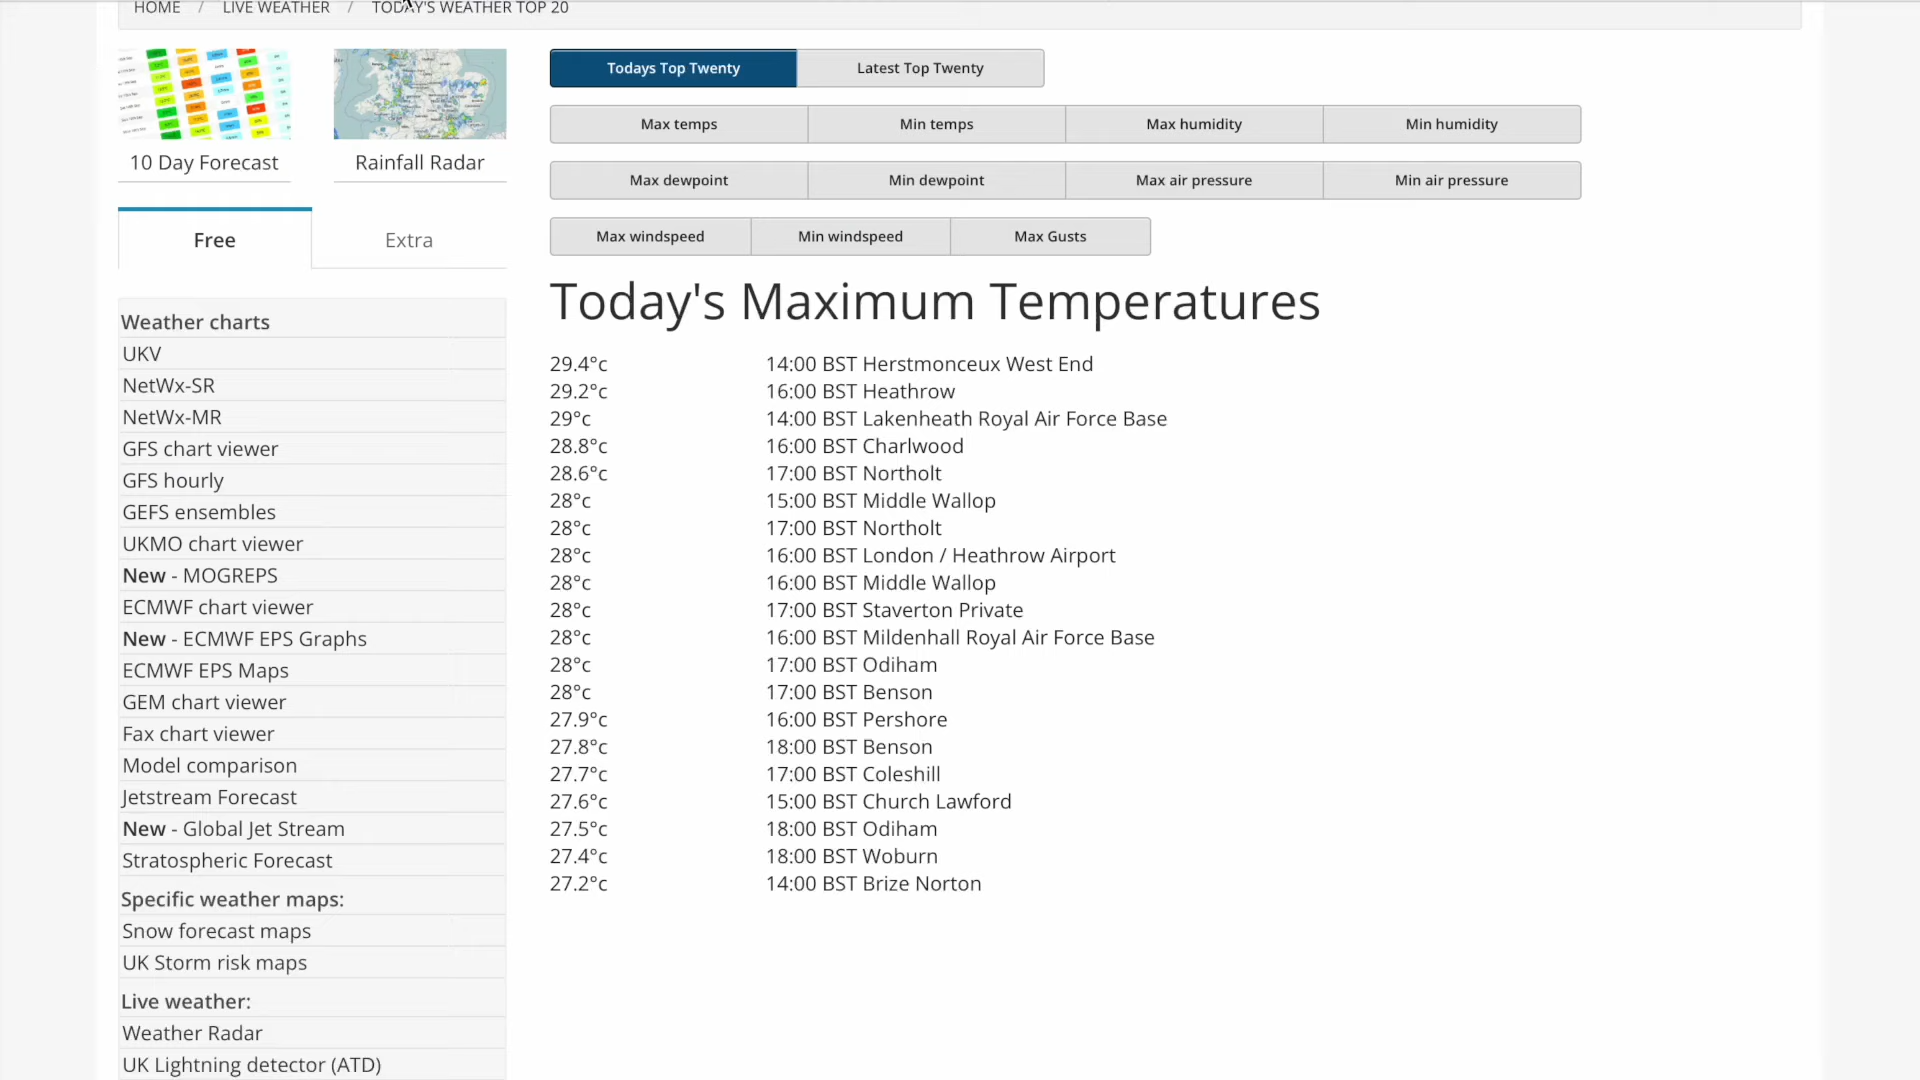 HOME / LIVE WEATHER / TODAY'S WEATHER TOP 20
10 Day Forecast
Rainfall Radar
Free
Extra
Weather charts
UKV
NetWx-SR
NetWx-MR
GFS chart viewer
GFS hourly
GEFS ensembles
UKMO chart viewer
New - MOGREPS
ECMWF chart viewer
New - ECMWF EPS Graphs
ECMWF EPS Maps
GEM chart viewer
Fax chart viewer
Model comparison
Jetstream Forecast
New - Global Jet Stream
Stratospheric Forecast
Specific weather maps:
Snow forecast maps
UK Storm risk maps
Live weather:
Weather Radar
UK Lightning detector (ATD)
Todays Top Twenty
Latest Top Twenty
Max temps
Min temps
Max humidity
Min humidity
Max dewpoint
Min dewpoint
Max air pressure
Min air pressure
Max windspeed
Min windspeed
Max Gusts
Today's Maximum Temperatures
29.4°c 14:00 BST Herstmonceux West End
29.2°c 16:00 BST Heathrow
29°c 14:00 BST Lakenheath Royal Air Force Base
28.8°c 16:00 BST Charlwood
28.6°c 17:00 BST Northolt
28°c 15:00 BST Middle Wallop
28°c 17:00 BST Northolt
28°c 16:00 BST London / Heathrow Airport
28°c 16:00 BST Middle Wallop
28°c 17:00 BST Staverton Private
28°c 16:00 BST Mildenhall Royal Air Force Base
28°c 17:00 BST Odiham
28°c 17:00 BST Benson
27.9°c 16:00 BST Pershore
27.8°c 18:00 BST Benson
27.7°c 17:00 BST Coleshill
27.6°c 15:00 BST Church Lawford
27.5°c 18:00 BST Odiham
27.4°c 18:00 BST Woburn
27.2°c 14:00 BST Brize Norton